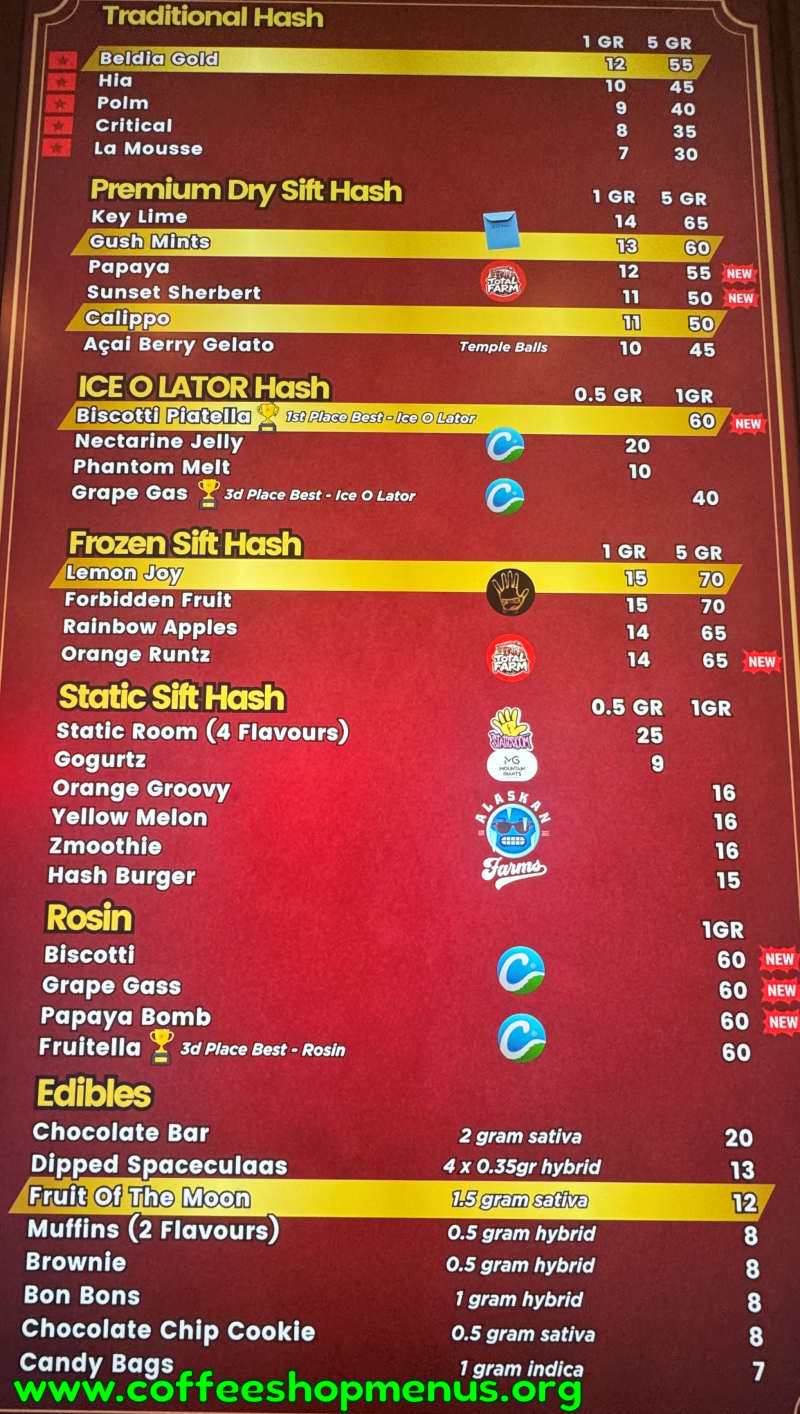 Traditional Hash
1 GR 5 GR
Beldia Gold 12 55
Hia 10 45
Polm 9 40
Critical 8 35
La Mousse 7 30
Premium Dry Sift Hash 1 GR 5 GR
Key Lime 14 65
Gush Mints 13 60
Papaya TOTAL FARM 12 55 NEW
Sunset Sherbert 11 50 NEW
Calippo 11 50
Açai Berry Gelato Temple Balls 10 45
ICE O LATOR Hash 0.5 GR 1GR
Biscotti Piatella 1st Place Best - Ice O Lator 60 NEW
Nectarine Jelly C 20
Phantom Melt 10
Grape Gas 3d Place Best - Ice O Lator C 40
Frozen Sift Hash 1 GR 5 GR
Lemon Joy 15 70
Forbidden Fruit 15 70
Rainbow Apples 14 65
Orange Runtz TOTAL FARM 14 65 NEW
Static Sift Hash 0.5 GR 1GR
Static Room (4 Flavours) STATICROOM 25
Gogurtz MG MOUNTAIN GIANTS 9
Orange Groovy 16
Yellow Melon ALASKAN 16
Zmoothie Farms 16
Hash Burger 15
Rosin 1GR
Biscotti C 60 NEW
Grape Gass 60 NEW
Papaya Bomb 60 NEW
Fruitella 3d Place Best - Rosin C 60
Edibles
Chocolate Bar 2 gram sativa 20
Dipped Spaceculaas 4 x 0.35gr hybrid 13
Fruit Of The Moon 1.5 gram sativa 12
Muffins (2 Flavours) 0.5 gram hybrid 8
Brownie 0.5 gram hybrid 8
Bon Bons 1 gram hybrid 8
Chocolate Chip Cookie 0.5 gram sativa 8
Candy Bags 1 gram indica 7
www.coffeeshopmenus.org